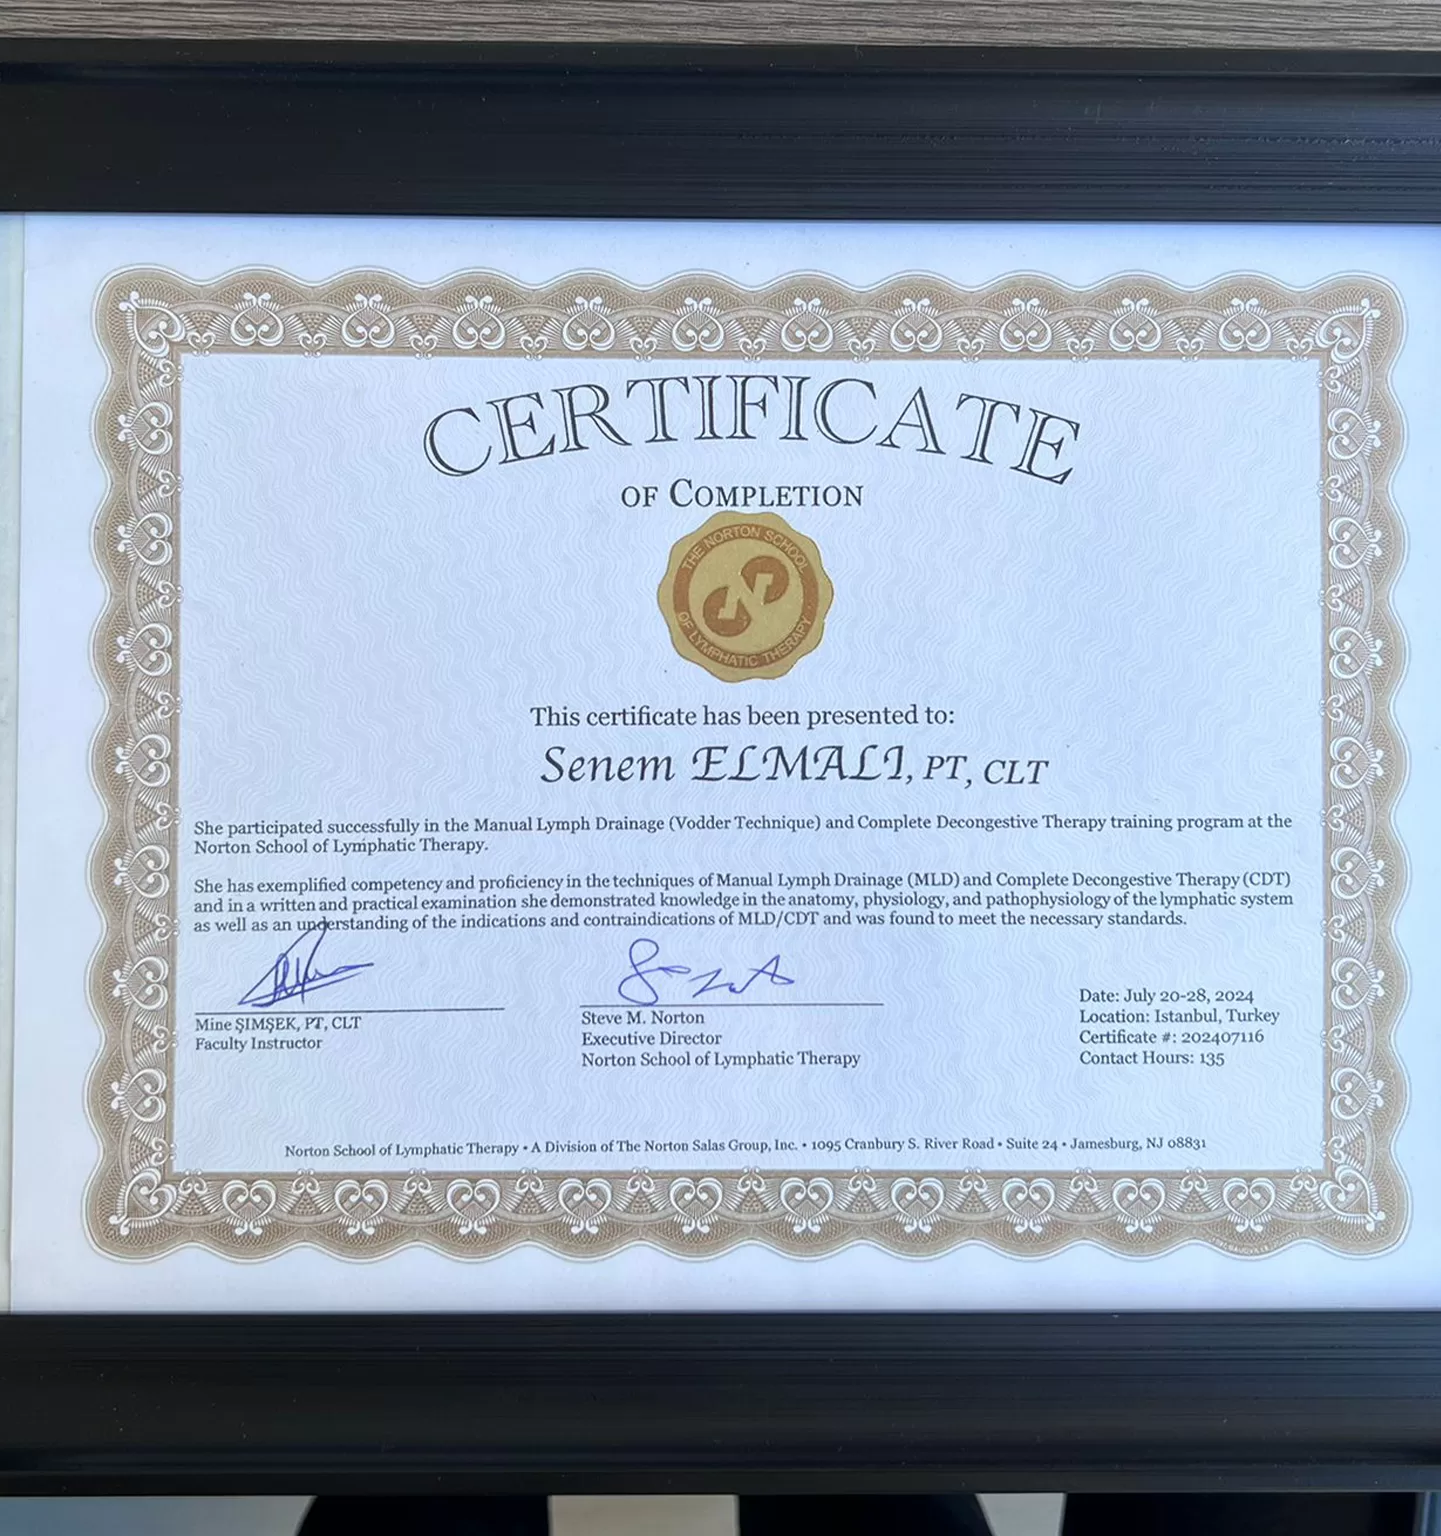 CERTIFICATE
OF COMPLETION
THE NORTON SCHOOL
OF LYMPHATIC THERAPY
This certificate has been presented to:
Senem ELMALI, PT, CLT
She participated successfully in the Manual Lymph Drainage (Vodder Technique) and Complete Decongestive Therapy training program at the
Norton School of Lymphatic Therapy.
She has exemplified competency and proficiency in the techniques of Manual Lymph Drainage (MLD) and Complete Decongestive Therapy (CDT)
and in a written and practical examination she demonstrated knowledge in the anatomy, physiology, and pathophysiology of the lymphatic system
as well as an understanding of the indications and contraindications of MLD/CDT and was found to meet the necessary standards.
Mine ŞIMŞEK, PT, CLT
Faculty Instructor
Steve M. Norton
Executive Director
Norton School of Lymphatic Therapy
Date: July 20-28, 2024
Location: Istanbul, Turkey
Certificate #: 202407116
Contact Hours: 135
Norton School of Lymphatic Therapy • A Division of The Norton Salas Group, Inc. • 1095 Cranbury S. River Road • Suite 24 • Jamesburg, NJ 08831